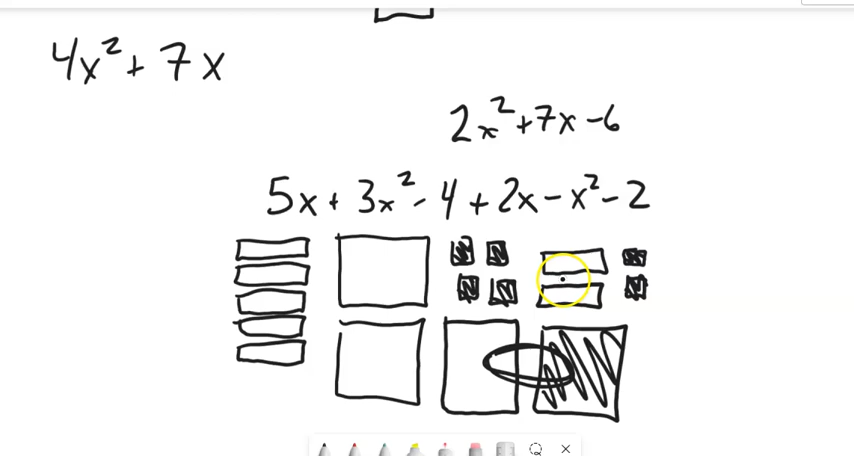 4x² + 7x
2x² + 7x - 6
5x + 3x² - 4 + 2x - x² - 2